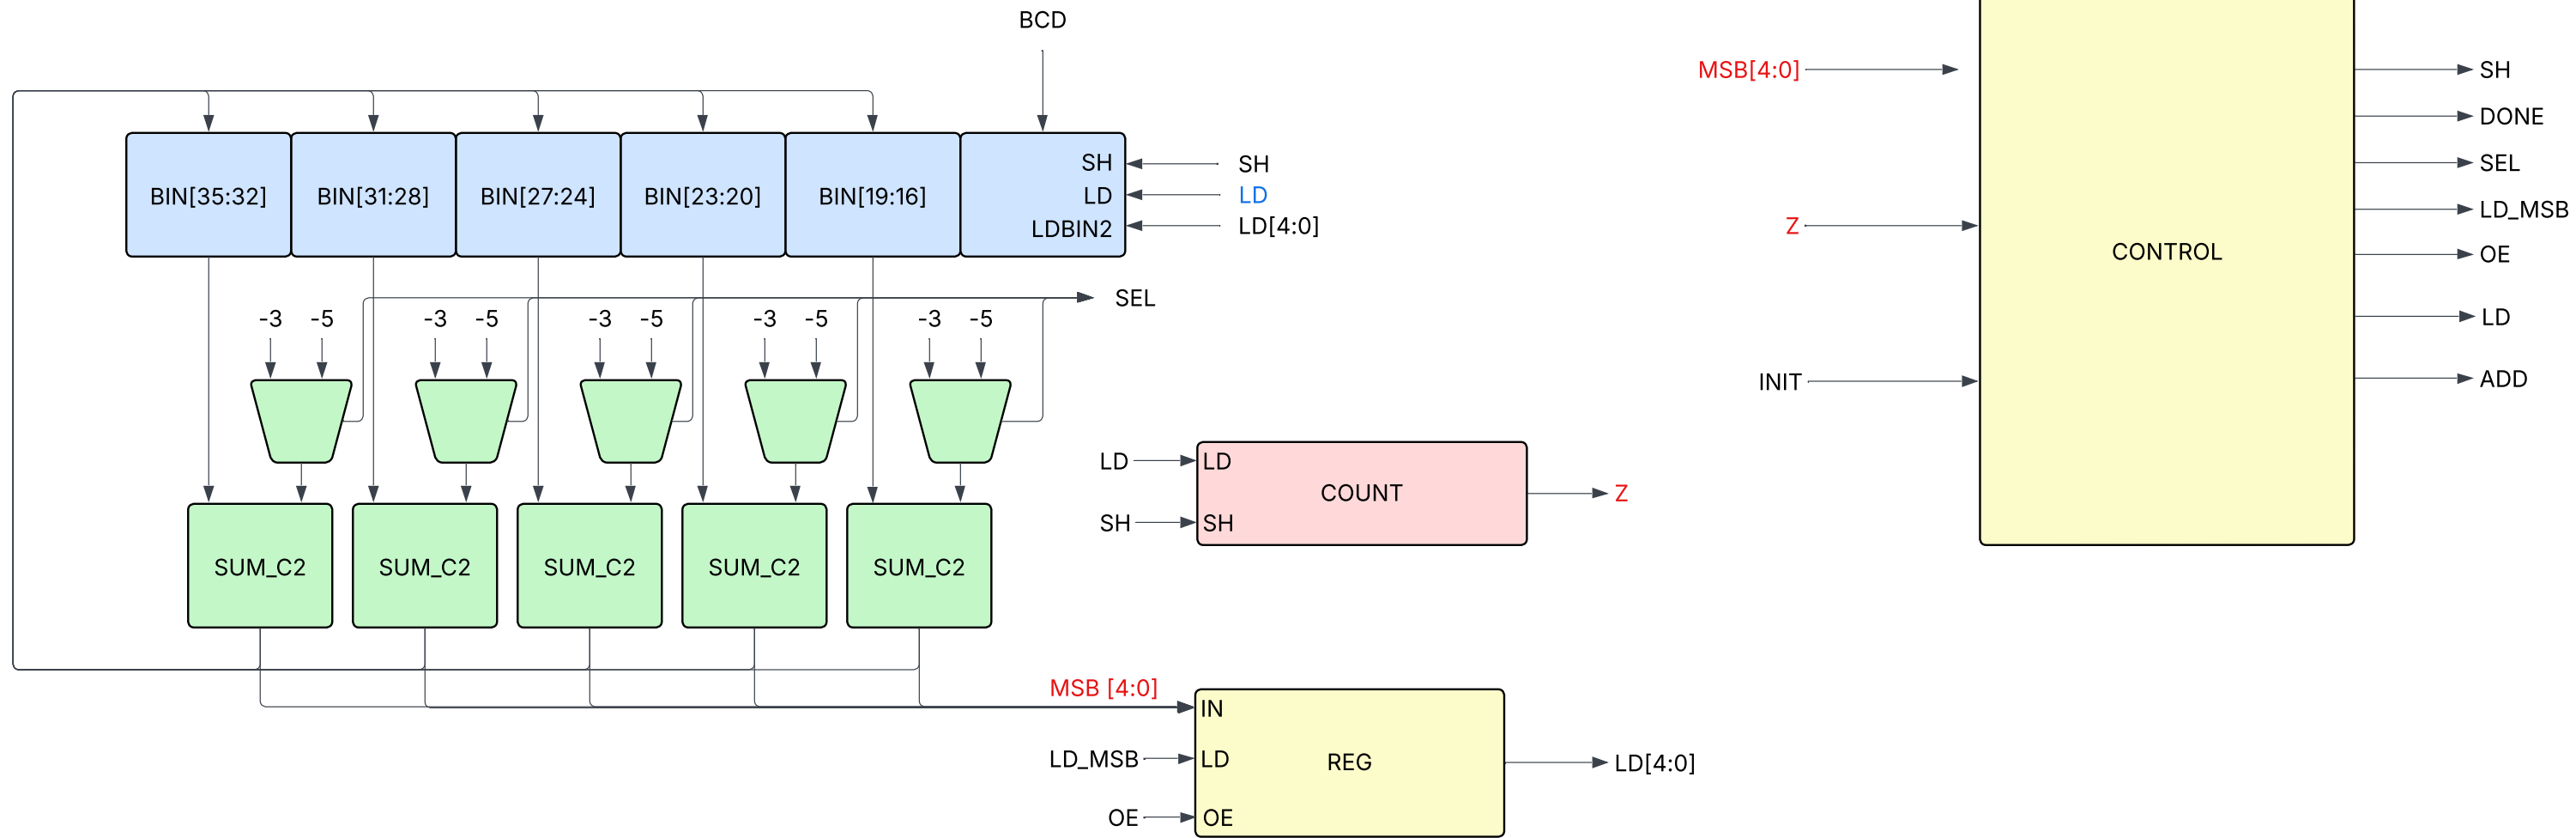 BCD
MSB[4:0]
SH
DONE
SEL
LD_MSB
OE
LD
ADD
Z
INIT
CONTROL
BIN[35:32]
BIN[31:28]
BIN[27:24]
BIN[23:20]
BIN[19:16]
SH
LD
LDBIN2
SH
LD
LD[4:0]
SEL
-3 -5
-3 -5
-3 -5
-3 -5
-3 -5
SUM_C2
SUM_C2
SUM_C2
SUM_C2
SUM_C2
LD
SH
LD
SH
COUNT
Z
MSB [4:0]
LD_MSB
OE
IN
LD
OE
REG
LD[4:0]